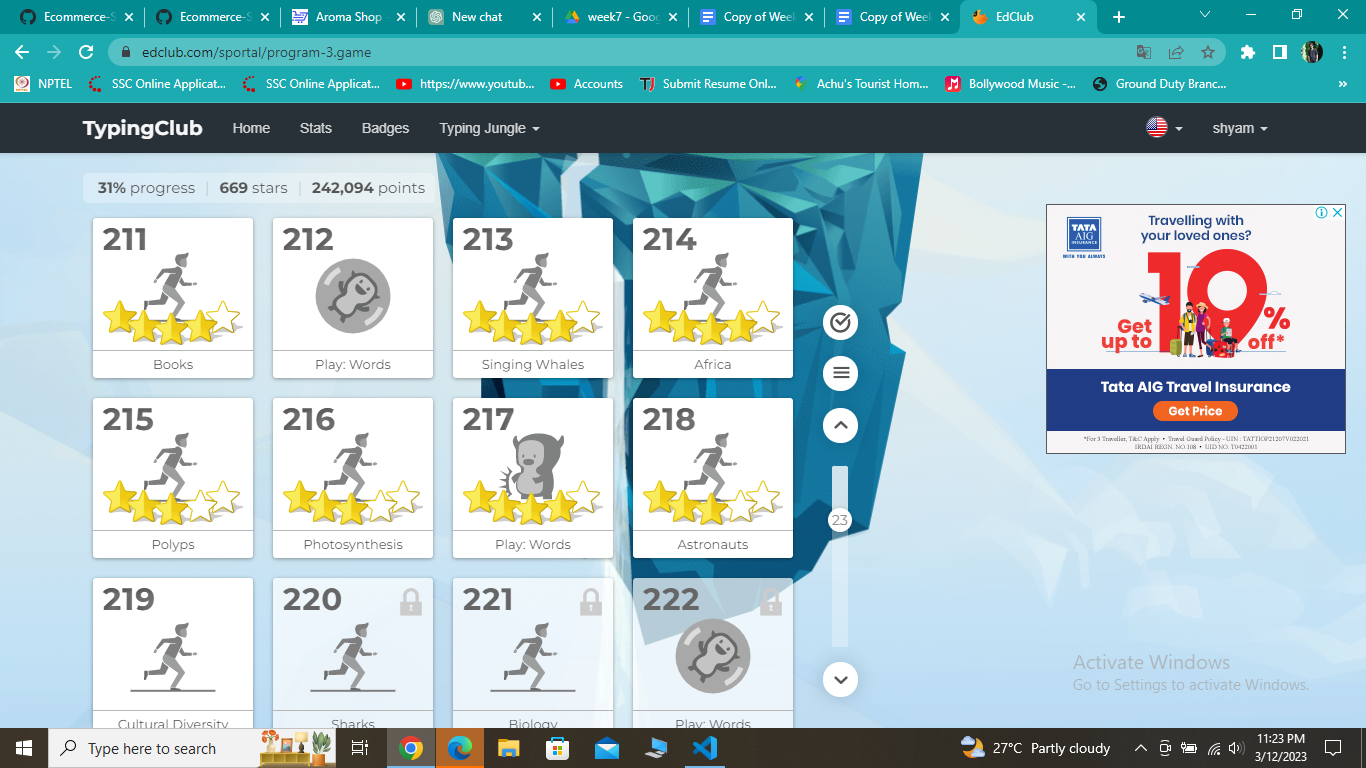 Ecommerce-S
Ecommerce-S
Aroma Shop -
New chat
week7 - Goog
Copy of Week
Copy of Week
EdClub
edclub.com/sportal/program-3.game
NPTEL
SSC Online Applicat...
SSC Online Applicat...
https://www.youtub...
Accounts
Submit Resume Onl...
Achu's Tourist Hom...
Bollywood Music -...
Ground Duty Branc...
»
TypingClub
Home
Stats
Badges
Typing Jungle
shyam
31% progress | 669 stars | 242,094 points
211
212
213
214
Books
Play: Words
Singing Whales
Africa
215
216
217
218
Polyps
Photosynthesis
Play: Words
Astronauts
219
220
221
222
Cultural Diversity
Sharks
Biology
Play: Words
23
TATA
AIG
INSURANCE
WITH YOU ALWAYS
Travelling with
your loved ones?
Get
up to
10%
off*
Tata AIG Travel Insurance
Get Price
*For 3 Traveller, T&C Apply • Travel Guard Policy - UIN : TATTIOP21207V022021
IRDAI REGN. NO.108 • UID NO. T0422001
Activate Windows
Go to Settings to activate Windows.
Type here to search
27°C Partly cloudy
11:23 PM
3/12/2023